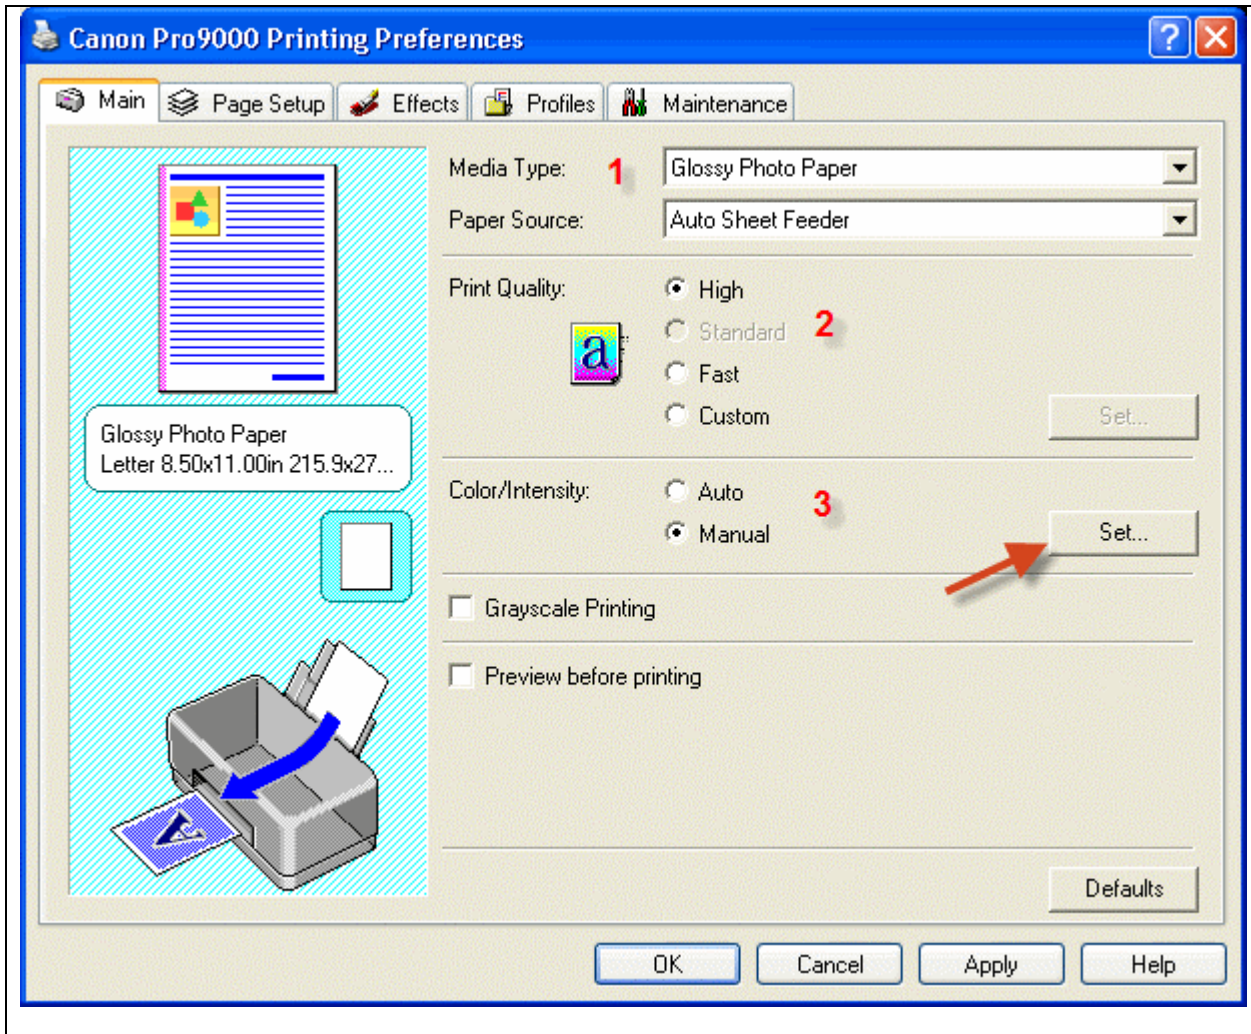 Canon Pro9000 Printing Preferences
Main Page Setup Effects Profiles Maintenance
Media Type: 1 Glossy Photo Paper
Paper Source: Auto Sheet Feeder
Print Quality: High
Standard 2
a
Fast
Custom Set...
Glossy Photo Paper
Letter 8.50x11.00in 215.9x27...
Color/Intensity: Auto 3
Manual Set...
Grayscale Printing
Preview before printing
A
Defaults
OK Cancel Apply Help